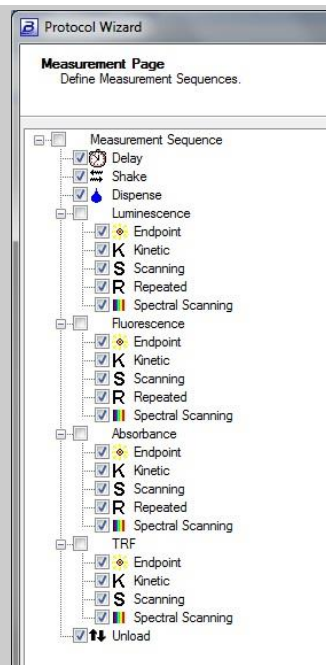 Protocol Wizard
Measurement Page
Define Measurement Sequences.
Measurement Sequence
Delay
Shake
Dispense
Luminescence
Endpoint
K Kinetic
S Scanning
R Repeated
Spectral Scanning
Fluorescence
Endpoint
K Kinetic
S Scanning
R Repeated
Spectral Scanning
Absorbance
Endpoint
K Kinetic
S Scanning
R Repeated
Spectral Scanning
TRF
Endpoint
K Kinetic
S Scanning
Spectral Scanning
Unload